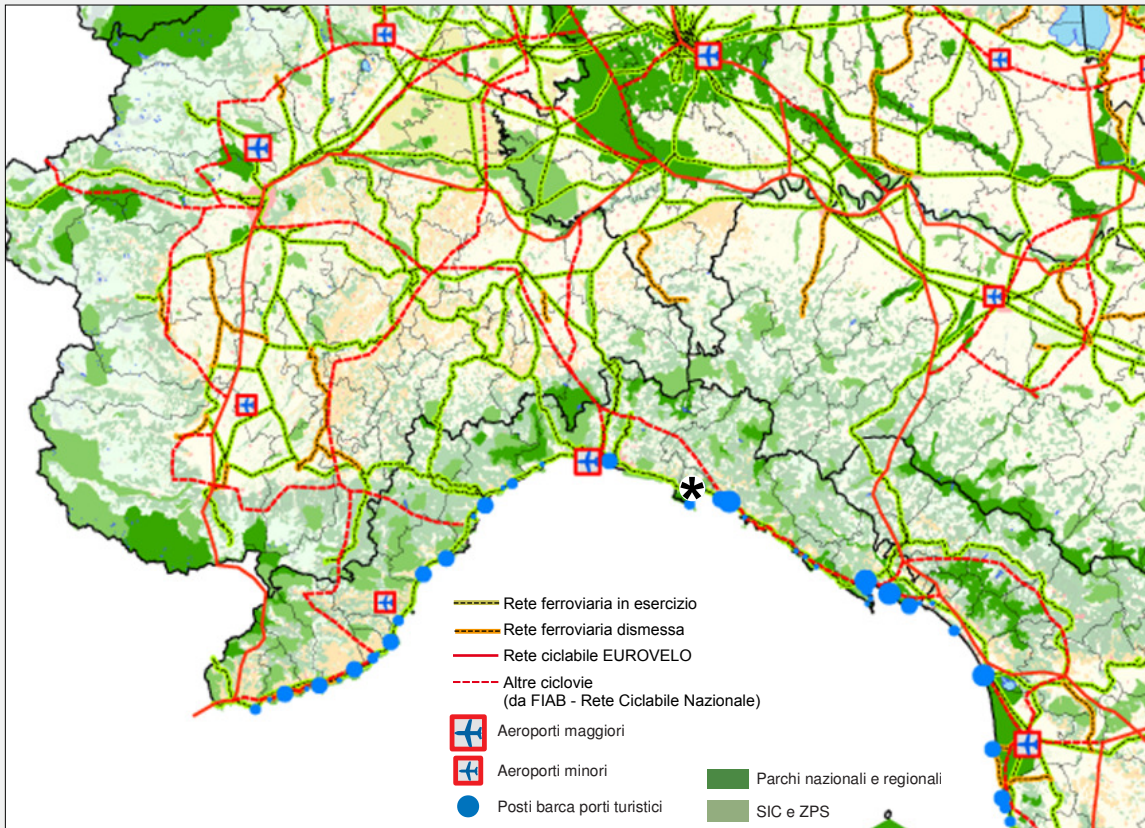 *
Rete ferroviaria in esercizio
Rete ferroviaria dismessa
Rete ciclabile EUROVELO
Altre ciclovie
(da FIAB - Rete Ciclabile Nazionale)
Aeroporti maggiori
Aeroporti minori
Posti barca porti turistici
Parchi nazionali e regionali
SIC e ZPS